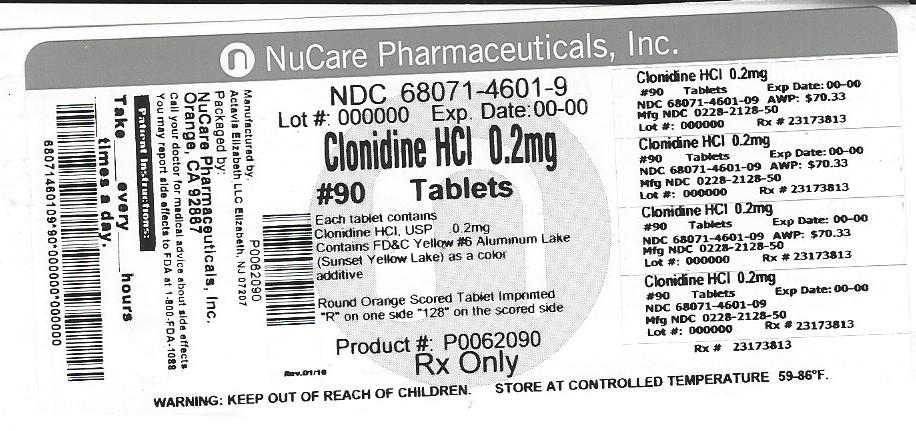 n NuCare Pharmaceuticals, Inc.
NDC 68071-4601-9
Lot #: 000000 Exp. Date: 00-00
Clonidine HCl 0.2mg
#90 Tablets
Each tablet contains
Clonidine HCl, USP 0.2mg
Contains FD&C Yellow #6 Aluminum Lake
(Sunset Yellow Lake) as a color
additive
Round Orange Scored Tablet Imprinted
"R" on one side "128" on the scored side
Product #: P0062090
Rx Only
Rev.01/10
WARNING: KEEP OUT OF REACH OF CHILDREN. STORE AT CONTROLLED TEMPERATURE 59-86°F.
P0062090
Manufactured by:
Actavis Elizabeth LLC Elizabeth, NJ 07207
Packaged by:
NuCare Pharmaceuticals, Inc.
Orange, CA 92867
Call your doctor for medical advice about side effects
You may report side effects to FDA at 1-800-FDA-1088
Patient Instructions:
Take ____ every ____ hours
____ times a day.
68071460109*90*000000*000000
Clonidine HCl 0.2mg
#90 Tablets Exp Date: 00-00
NDC 68071-4601-09 AWP: $70.33
Mfg NDC 0228-2128-50
Lot #: 000000 Rx # 23173813
Clonidine HCl 0.2mg
#90 Tablets Exp Date: 00-00
NDC 68071-4601-09 AWP: $70.33
Mfg NDC 0228-2128-50
Lot #: 000000 Rx # 23173813
Clonidine HCl 0.2mg
#90 Tablets Exp Date: 00-00
NDC 68071-4601-09 AWP: $70.33
Mfg NDC 0228-2128-50
Lot #: 000000 Rx # 23173813
Clonidine HCl 0.2mg
#90 Tablets Exp Date: 00-00
NDC 68071-4601-09
Mfg NDC 0228-2128-50
Lot #: 000000 Rx # 23173813
Rx # 23173813